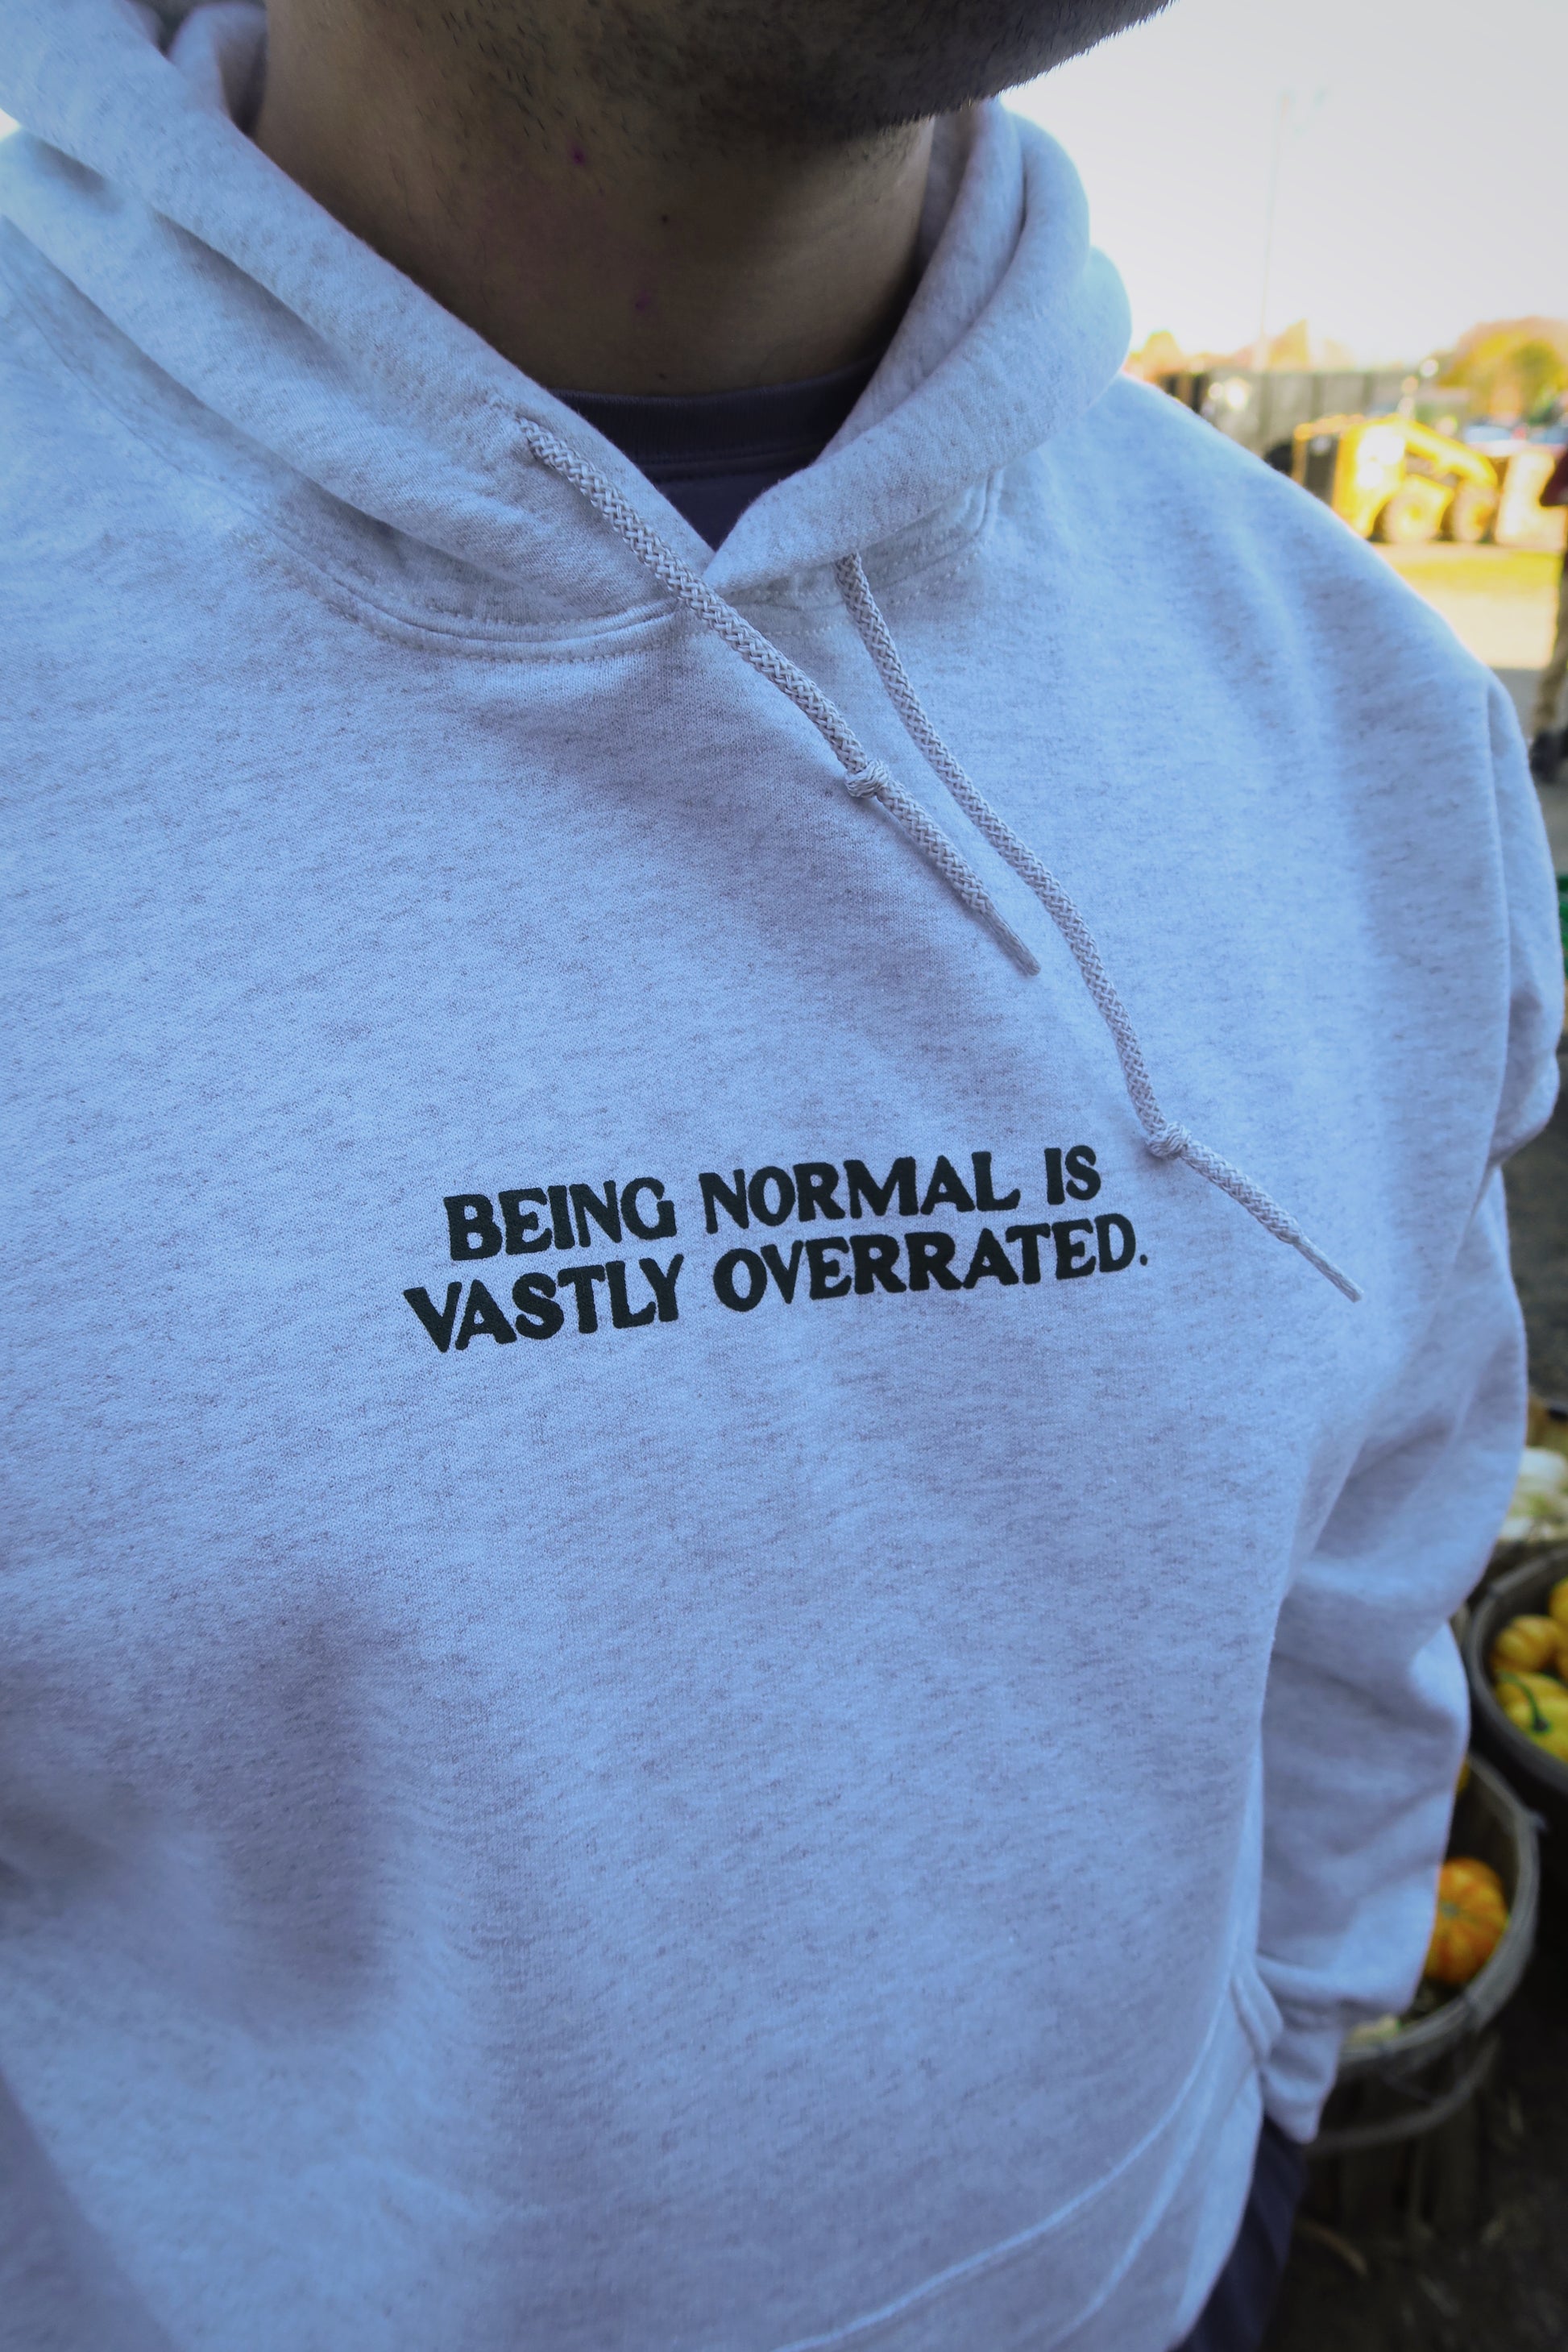 BEING NORMAL IS
VASTLY OVERRATED.